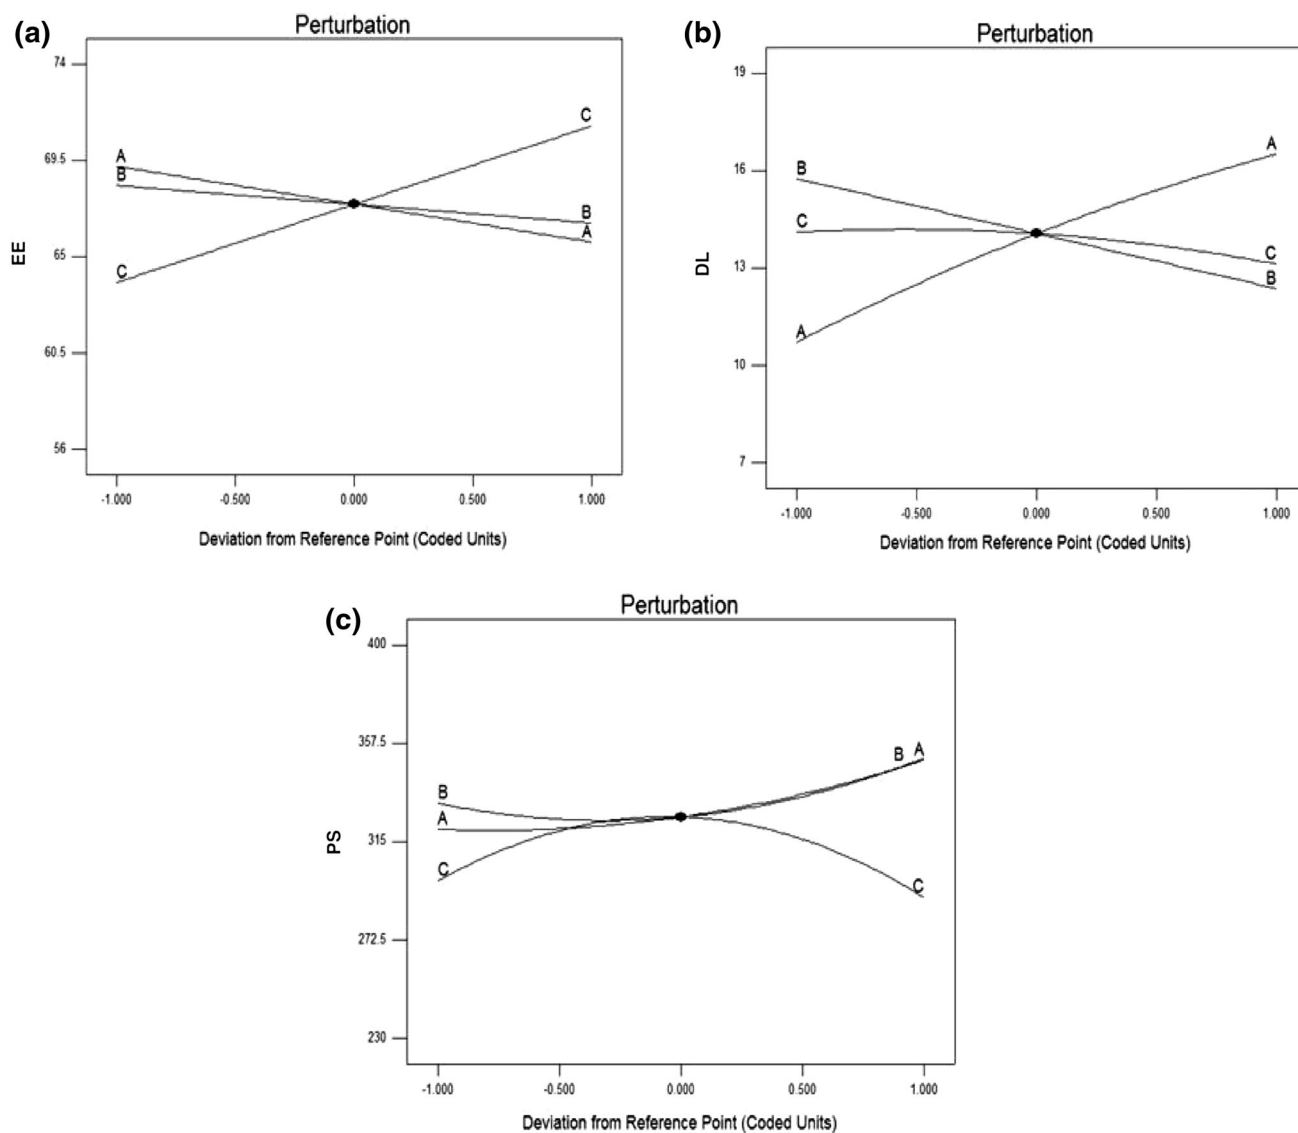 (a)
Perturbation
74
69.5
65
60.5
56
EE
A
B
C
C
B
A
-1.000 -0.500 0.000 0.500 1.000
Deviation from Reference Point (Coded Units)
(b)
Perturbation
19
16
13
10
7
DL
B
C
A
A
C
B
-1.000 -0.500 0.000 0.500 1.000
Deviation from Reference Point (Coded Units)
(c)
Perturbation
400
357.5
315
272.5
230
PS
B
A
C
B A
C
-1.000 -0.500 0.000 0.500 1.000
Deviation from Reference Point (Coded Units)